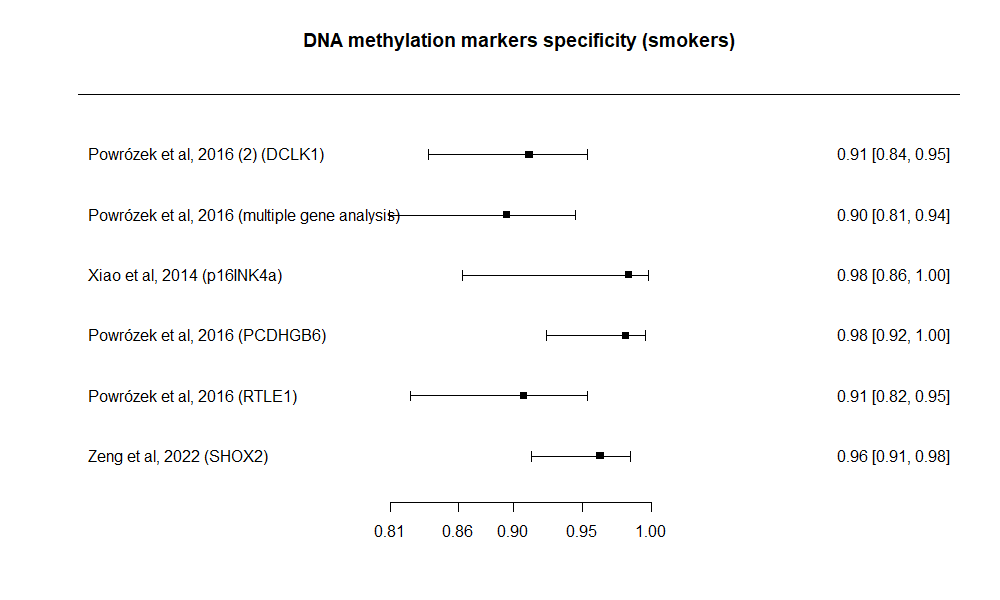 DNA methylation markers specificity (smokers)
Powrózek et al, 2016 (2) (DCLK1) 0.91 [0.84, 0.95]
Powrózek et al, 2016 (multiple gene analysis) 0.90 [0.81, 0.94]
Xiao et al, 2014 (p16INK4a) 0.98 [0.86, 1.00]
Powrózek et al, 2016 (PCDHGB6) 0.98 [0.92, 1.00]
Powrózek et al, 2016 (RTLE1) 0.91 [0.82, 0.95]
Zeng et al, 2022 (SHOX2) 0.96 [0.91, 0.98]
0.81 0.86 0.90 0.95 1.00